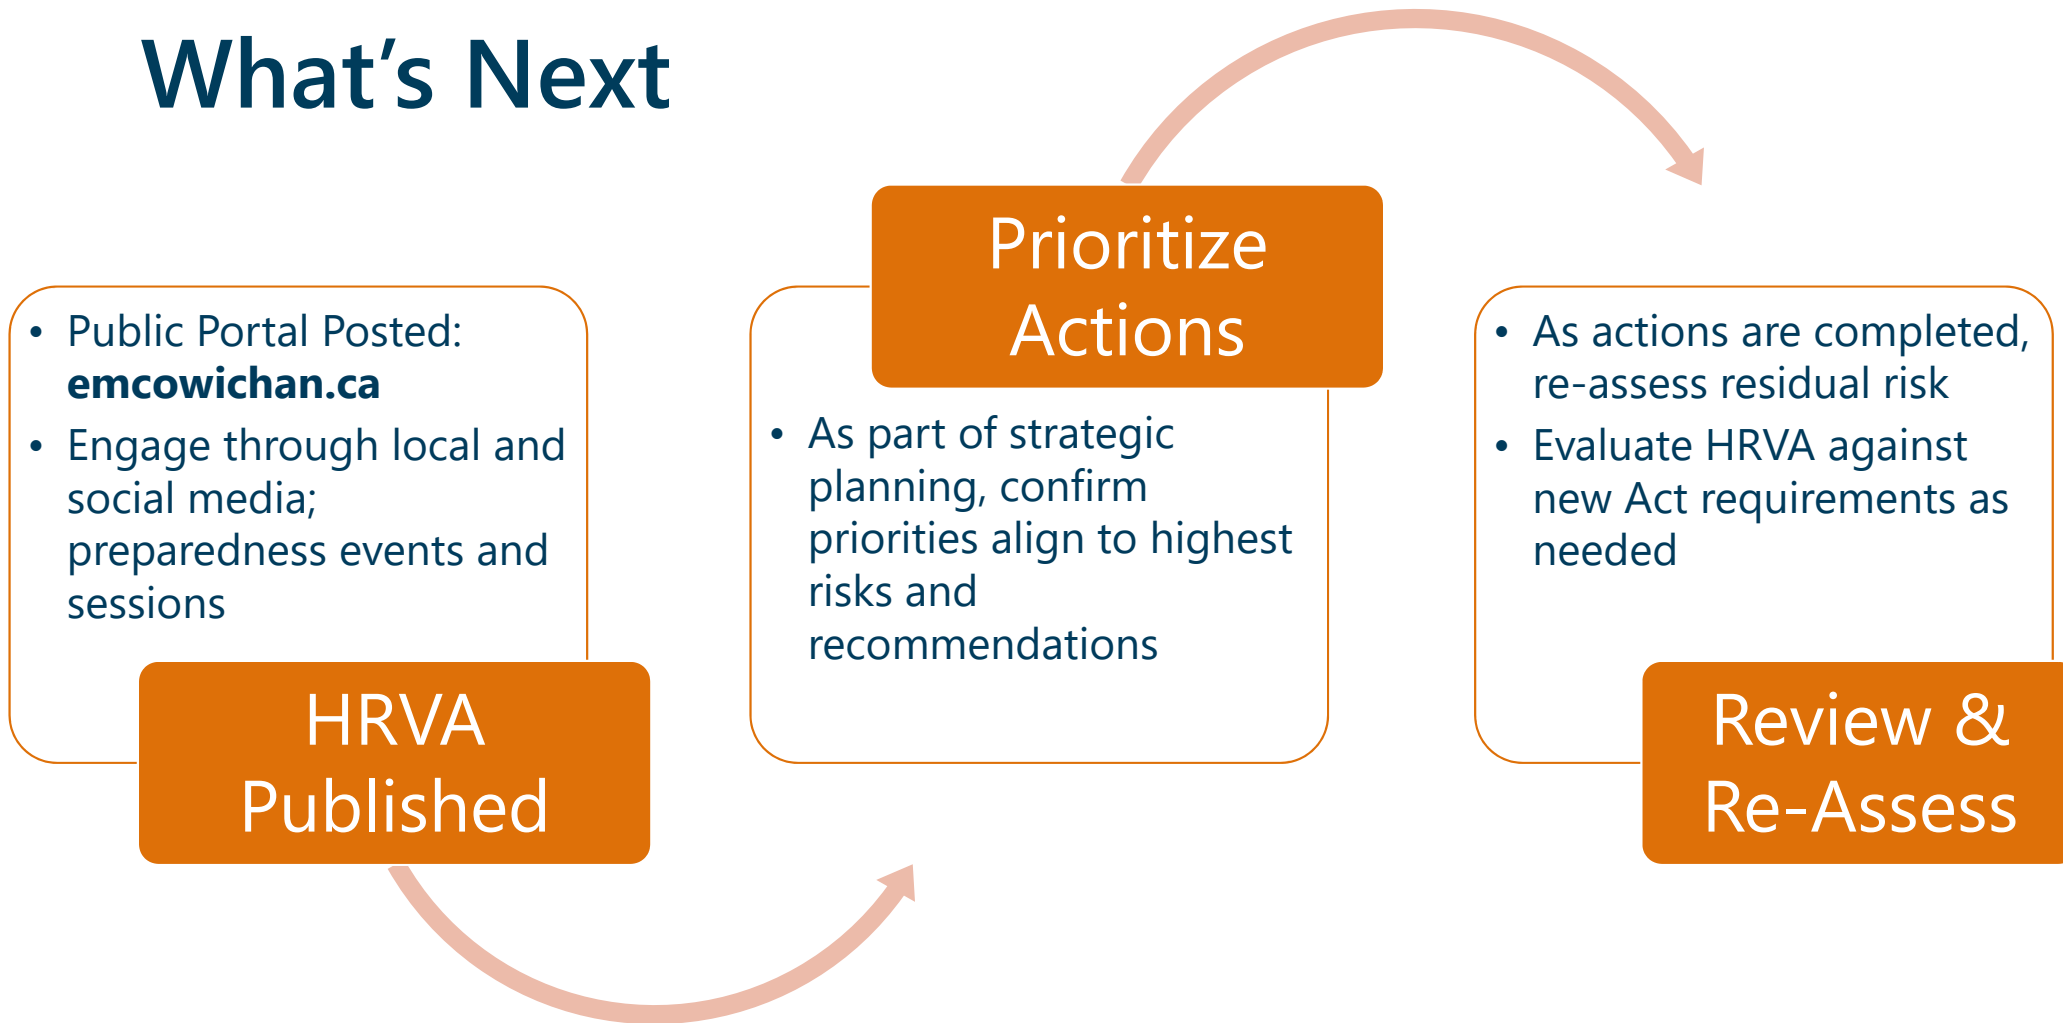 What’s Next
• Public Portal Posted:
emcowichan.ca
• Engage through local and
social media;
preparedness events and
sessions
HRVA
Published
Prioritize
Actions
• As part of strategic
planning, confirm
priorities align to highest
risks and
recommendations
• As actions are completed,
re-assess residual risk
• Evaluate HRVA against
new Act requirements as
needed
Review &
Re-Assess